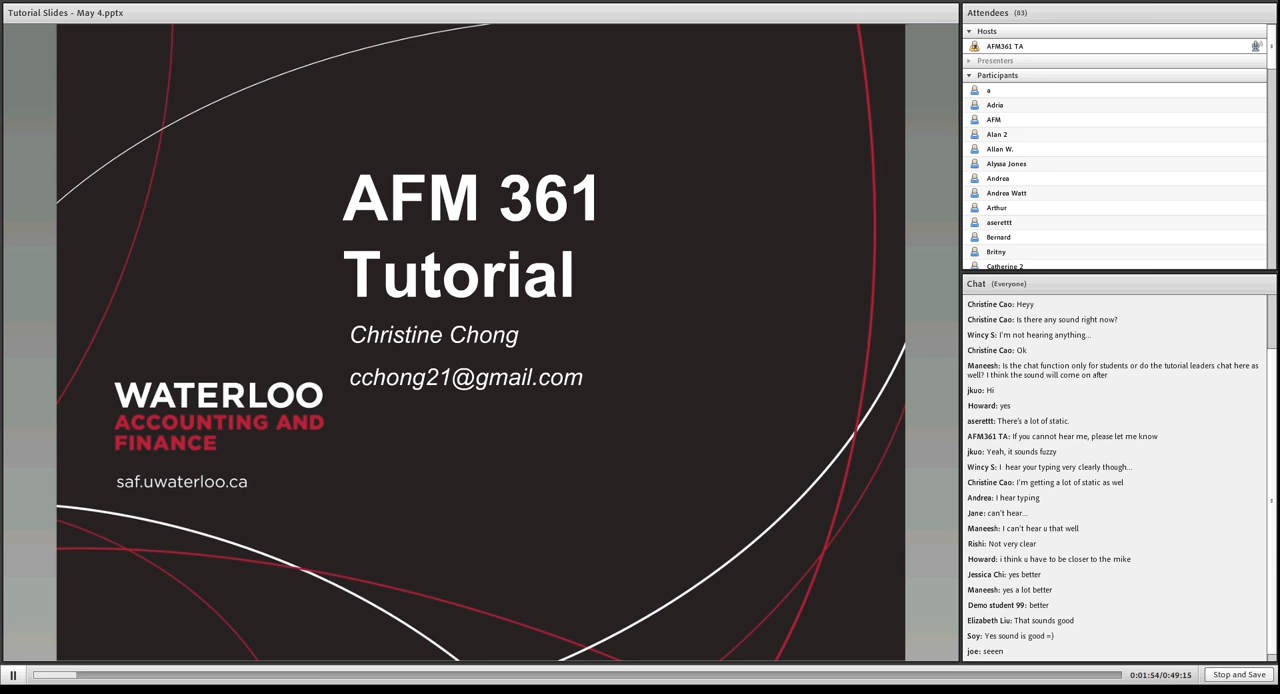 Tutorial Slides - May 4.pptx
AFM 361
Tutorial
Christine Chong
cchong21@gmail.com
WATERLOO
ACCOUNTING AND
FINANCE
saf.uwaterloo.ca
Attendees (83)
Hosts
AFM361 TA
Presenters
Participants
a
Adria
AFM
Alan 2
Allan W.
Alyssa Jones
Andrea
Andrea Watt
Arthur
aserettt
Bernard
Britny
Catherine 2
Chat (Everyone)
Christine Cao: Heyy
Christine Cao: Is there any sound right now?
Wincy S: I'm not hearing anything...
Christine Cao: Ok
Maneesh: Is the chat function only for students or do the tutorial leaders chat here as
well? I think the sound will come on after
jkuo: Hi
Howard: yes
aserettt: There's a lot of static.
AFM361 TA: If you cannot hear me, please let me know
jkuo: Yeah, it sounds fuzzy
Wincy S: I hear your typing very clearly though...
Christine Cao: I'm getting a lot of static as wel
Andrea: I hear typing
Jane: can't hear...
Maneesh: I can't hear u that well
Rishi: Not very clear
Howard: i think u have to be closer to the mike
Jessica Chi: yes better
Maneesh: yes a lot better
Demo student 99: better
Elizabeth Liu: That sounds good
Soy: Yes sound is good =)
joe: seeen
0:01:54/0:49:15
Stop and Save